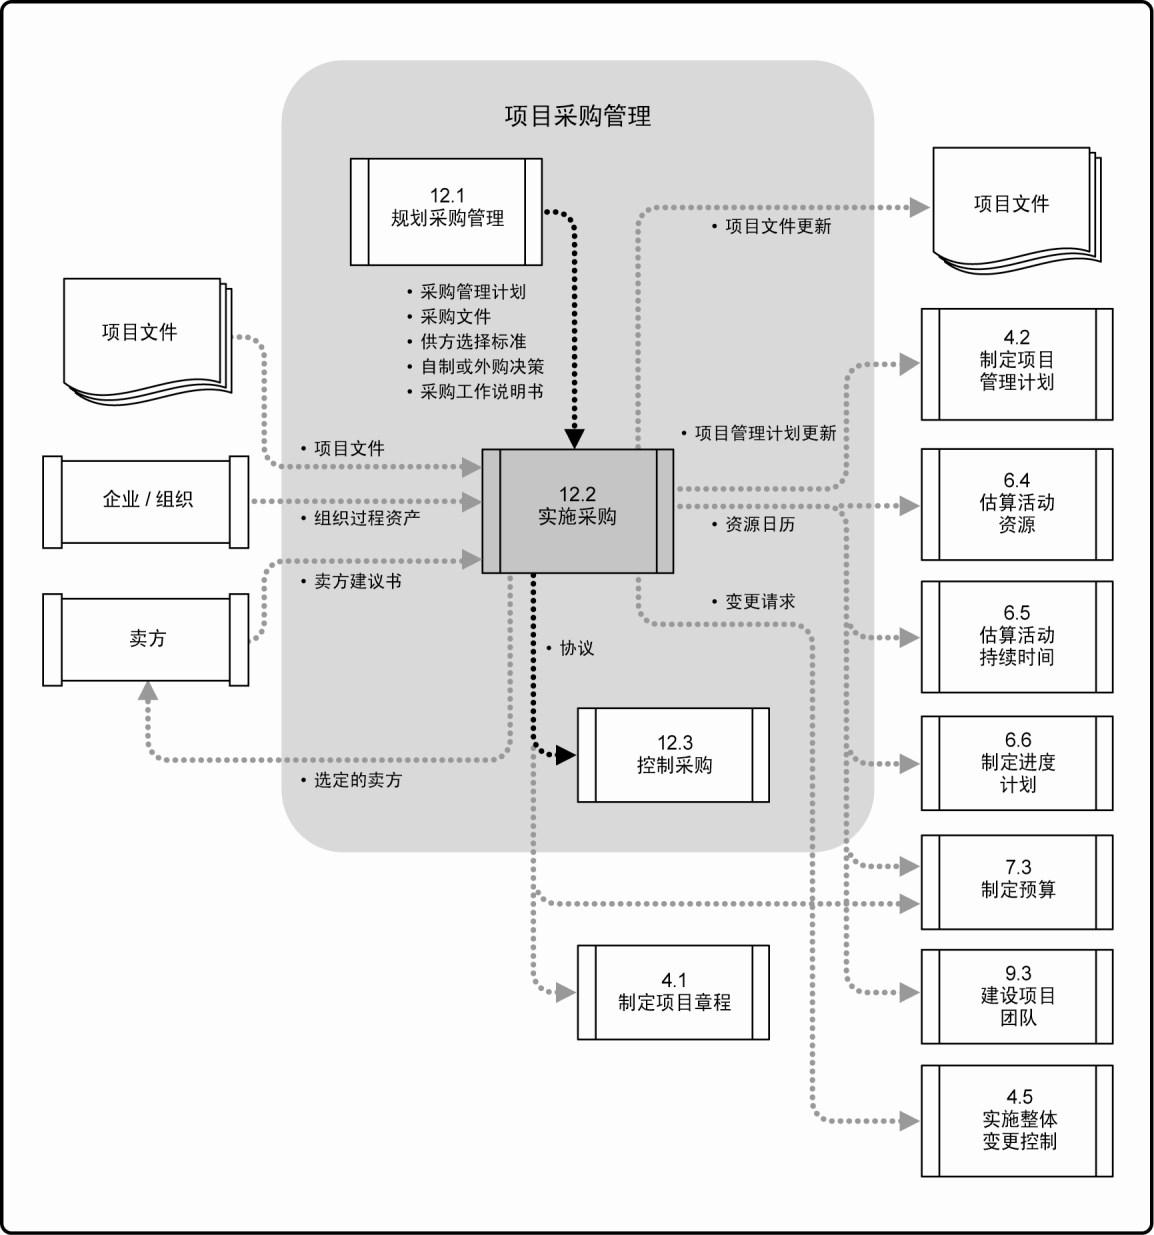 项目采购管理
12.1
规划采购管理
• 采购管理计划
• 采购文件
• 供方选择标准
• 自制或外购决策
• 采购工作说明书
项目文件
• 项目文件
企业 / 组织
• 组织过程资产
卖方
• 卖方建议书
• 选定的卖方
12.2
实施采购
• 协议
12.3
控制采购
4.1
制定项目章程
• 项目文件更新
项目文件
• 项目管理计划更新
4.2
制定项目
管理计划
• 资源日历
6.4
估算活动
资源
• 变更请求
6.5
估算活动
持续时间
6.6
制定进度
计划
7.3
制定预算
9.3
建设项目
团队
4.5
实施整体
变更控制